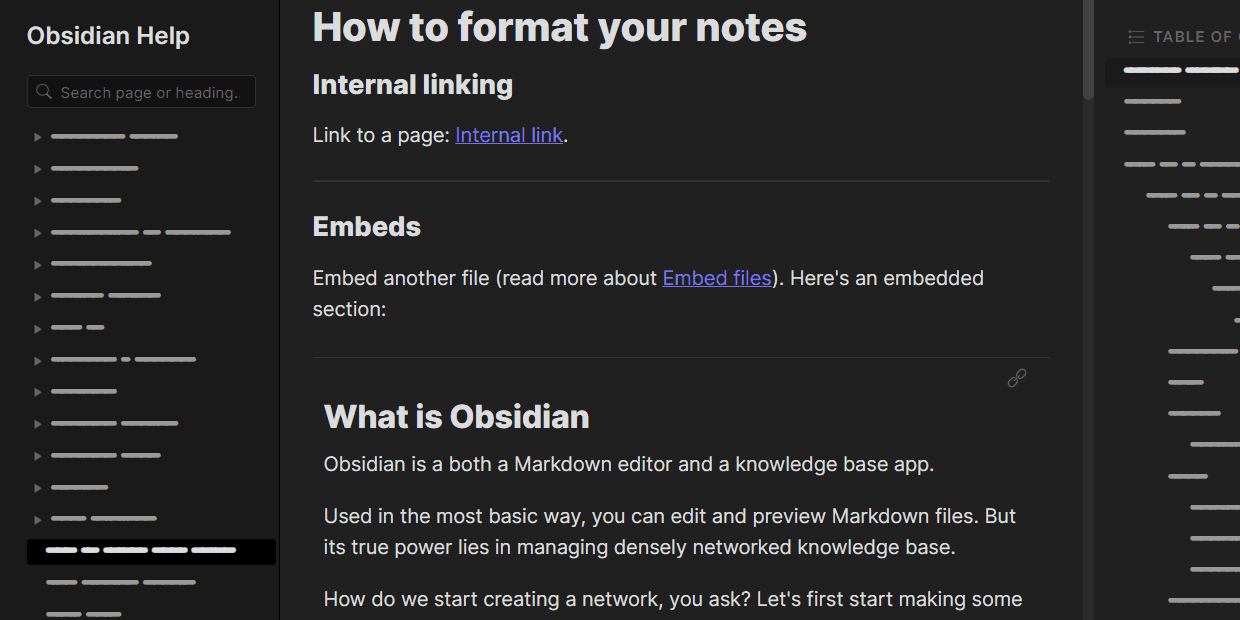 Obsidian Help
Search page or heading..
How to format your notes
Internal linking
Link to a page: Internal link.
Embeds
Embed another file (read more about Embed files). Here's an embedded
section:
What is Obsidian
Obsidian is a both a Markdown editor and a knowledge base app.
Used in the most basic way, you can edit and preview Markdown files. But
its true power lies in managing densely networked knowledge base.
How do we start creating a network, you ask? Let's first start making some
TABLE OF